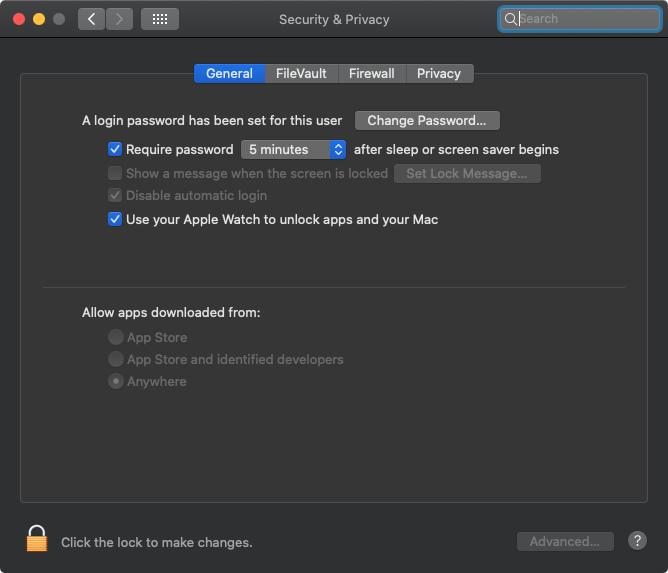 Security & Privacy
Search
General FileVault Firewall Privacy
A login password has been set for this user Change Password...
Require password 5 minutes after sleep or screen saver begins
Show a message when the screen is locked Set Lock Message...
Disable automatic login
Use your Apple Watch to unlock apps and your Mac
Allow apps downloaded from:
App Store
App Store and identified developers
Anywhere
Click the lock to make changes.
Advanced...
?